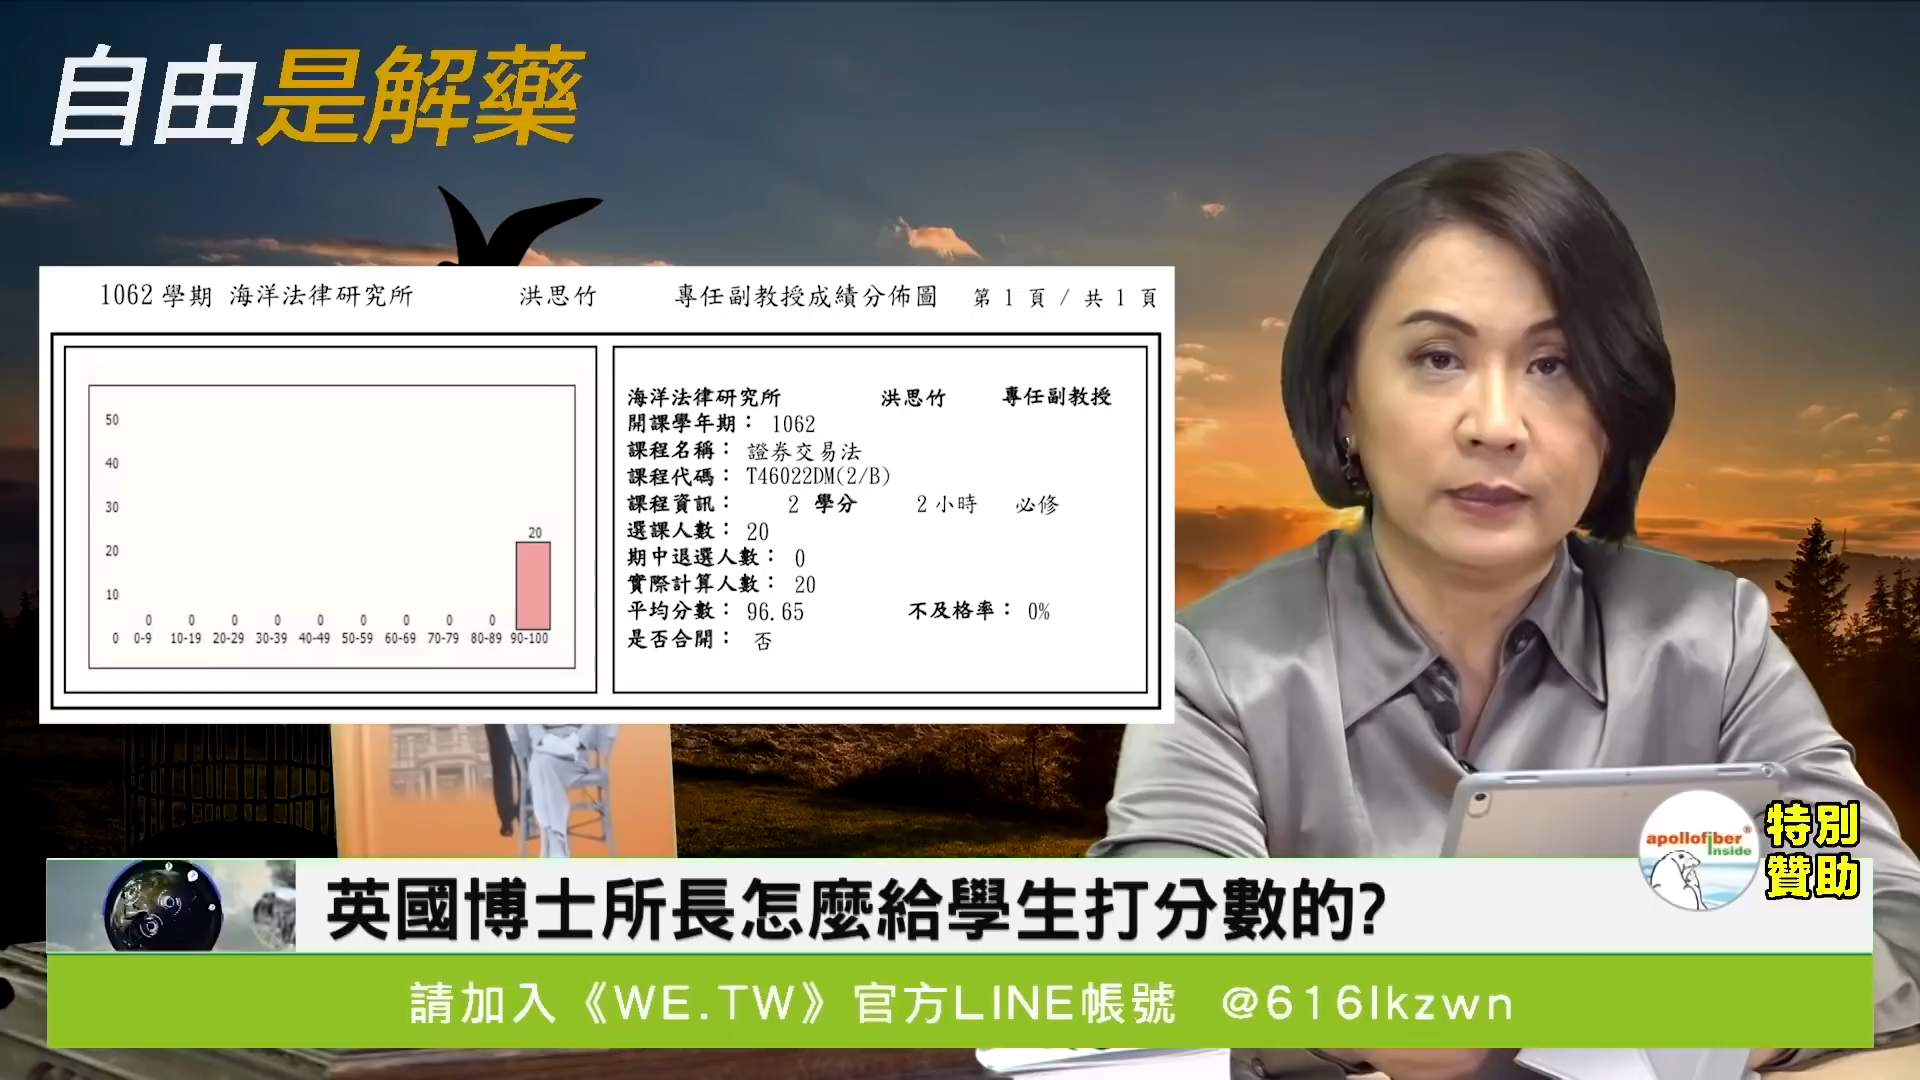 自由是解藥
1062 學期 海洋法律研究所 洪思竹 專任副教授成績分佈圖 第 1 頁 / 共 1 頁
50
40
30
20
10
0
20
0 0 0 0 0 0 0 0 0
0-9 10-19 20-29 30-39 40-49 50-59 60-69 70-79 80-89 90-100
海洋法律研究所 洪思竹 專任副教授
開課學年期： 1062
課程名稱： 證券交易法
課程代碼： T46022DM(2/B)
課程資訊： 2 學分 2 小時 必修
選課人數： 20
期中退選人數： 0
實際計算人數： 20
平均分數： 96.65 不及格率： 0%
是否合開： 否
apollofiber®
inside
特別
贊助
英國博士所長怎麼給學生打分數的?
請加入《WE.TW》官方LINE帳號 @616lkzwn